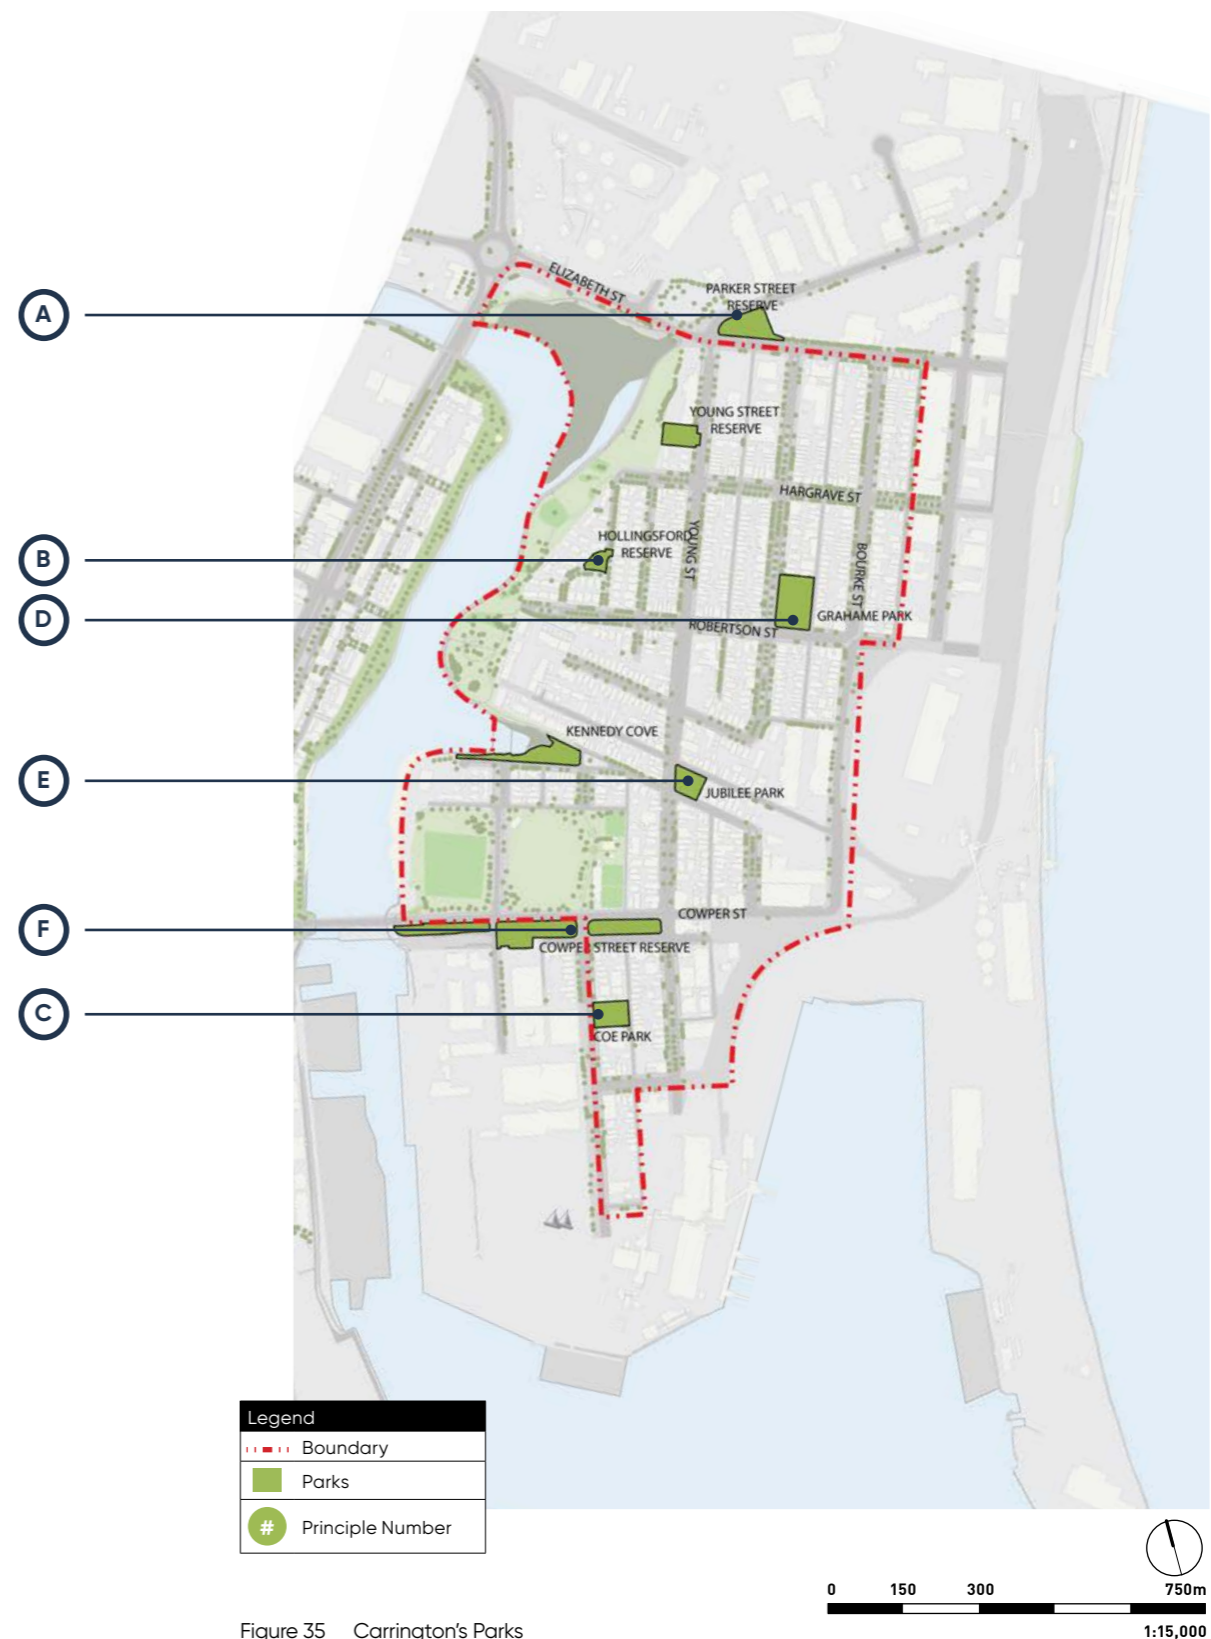 ELIZABETH ST
PARKER STREET
RESERVE
A
YOUNG STREET
RESERVE
HARGRAVE ST
HOLLINGSFORD
RESERVE
YOUNG ST
BOURKE ST
B
D
GRAHAME PARK
ROBERTSON ST
KENNEDY COVE
E
JUBILEE PARK
COWPER ST
F
COWPER STREET RESERVE
C
COE PARK
Legend
Boundary
Parks
# Principle Number
0 150 300 750m
1:15,000
Figure 35 Carrington's Parks